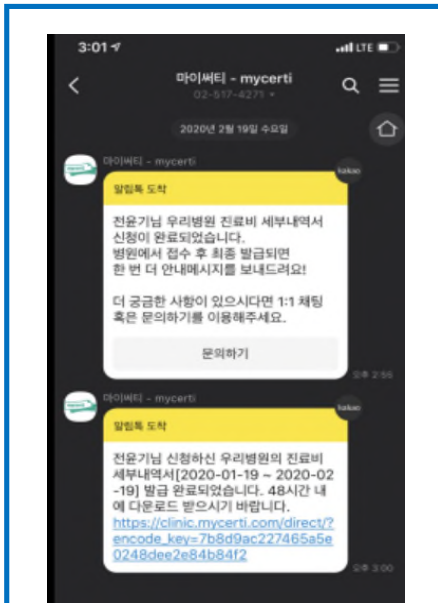 3:01
LTE
마이써티 - mycerti
02-517-4271
2020년 2월 19일 수요일
마이써티 - mycerti
kakao
알림톡 도착
전윤기님 우리병원 진료비 세부내역서
신청이 완료되었습니다.
병원에서 접수 후 최종 발급되면
한 번 더 안내메시지를 보내드려요!
더 궁금한 사항이 있으시다면 1:1 채팅
혹은 문의하기를 이용해주세요.
문의하기
오후 2:56
마이써티 - mycerti
kakao
알림톡 도착
전윤기님 신청하신 우리병원의 진료비
세부내역서[2020-01-19 ~ 2020-02
-19] 발급 완료되었습니다. 48시간 내
에 다운로드 받으시기 바랍니다.
https://clinic.mycerti.com/direct/?
encode_key=7b8d9ac227465a5e
0248dee2e84b84f2
오후 3:00